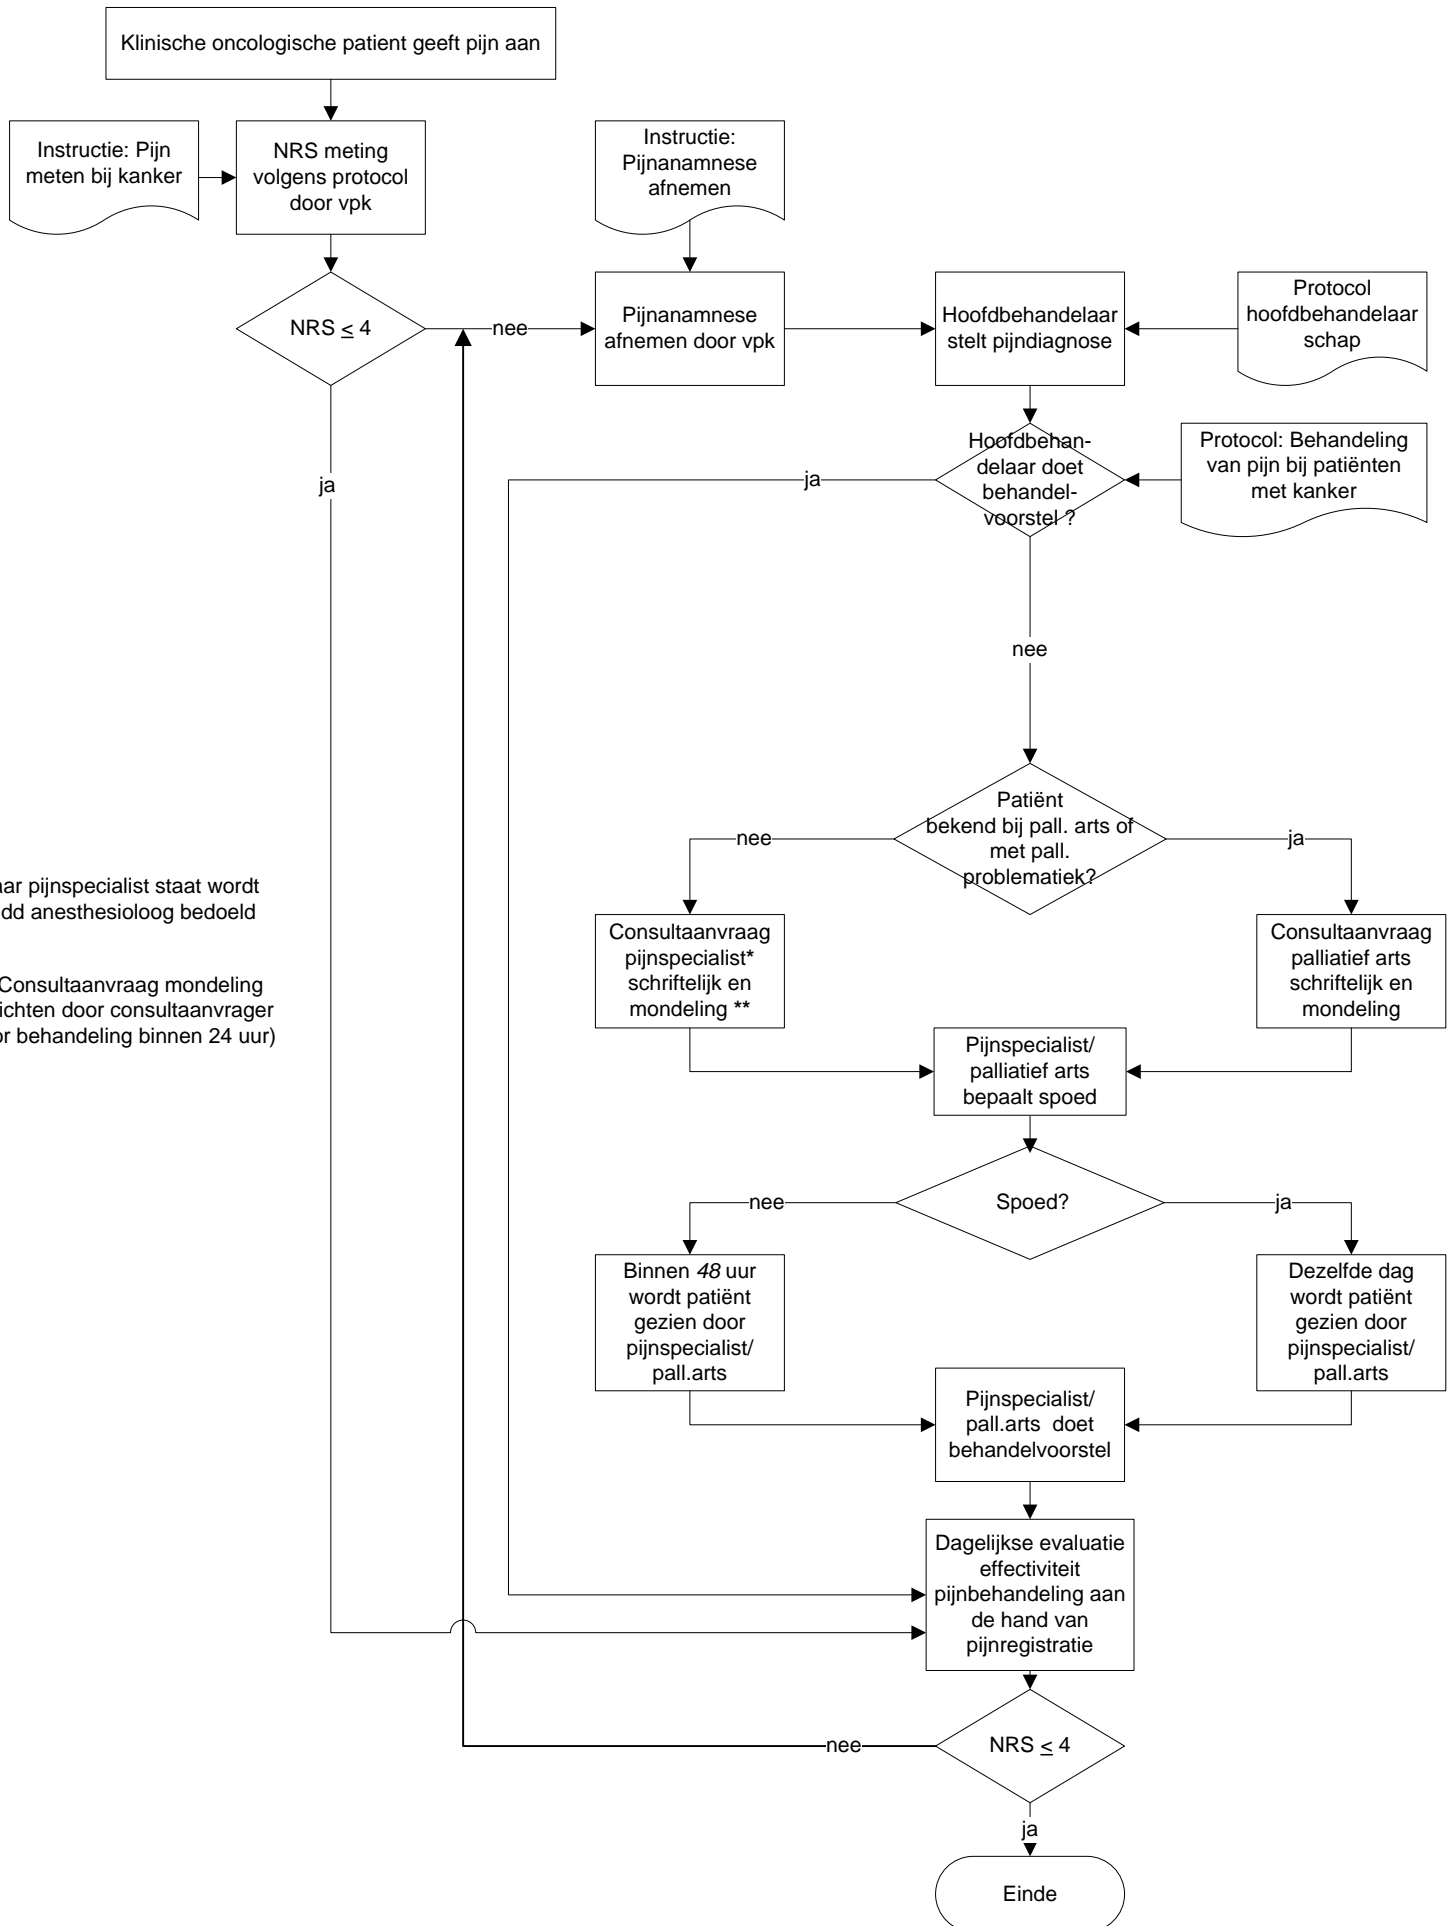 Klinische oncologische patient geeft pijn aan
Instructie: Pijn
meten bij kanker
NRS meting
volgens protocol
door vpk
Instructie:
Pijnanamnese
afnemen
NRS ≤ 4
nee
Pijnanamnese
afnemen door vpk
Hoofdbehandelaar
stelt pijndiagnose
Protocol
hoofdbehandelaar
schap
ja
ja
Hoofdbehan-
delaar doet
behandel-
voorstel ?
Protocol: Behandeling
van pijn bij patiënten
met kanker
nee
nee
Patiënt
bekend bij pall. arts of
met pall.
problematiek?
ja
pijnspecialist staat wordt
anesthesioloog bedoeld
Consultaanvraag mondeling
door consultaanvrager
behandeling binnen 24 uur)
Consultaanvraag
pijnspecialist*
schriftelijk en
mondeling **
Consultaanvraag
palliatief arts
schriftelijk en
mondeling
Pijnspecialist/
palliatief arts
bepaalt spoed
nee
Spoed?
ja
Binnen 48 uur
wordt patiënt
gezien door
pijnspecialist/
pall.arts
Dezelfde dag
wordt patiënt
gezien door
pijnspecialist/
pall.arts
Pijnspecialist/
pall.arts doet
behandelvoorstel
Dagelijkse evaluatie
effectiviteit
pijnbehandeling aan
de hand van
pijnregistratie
nee
NRS ≤ 4
ja
Einde